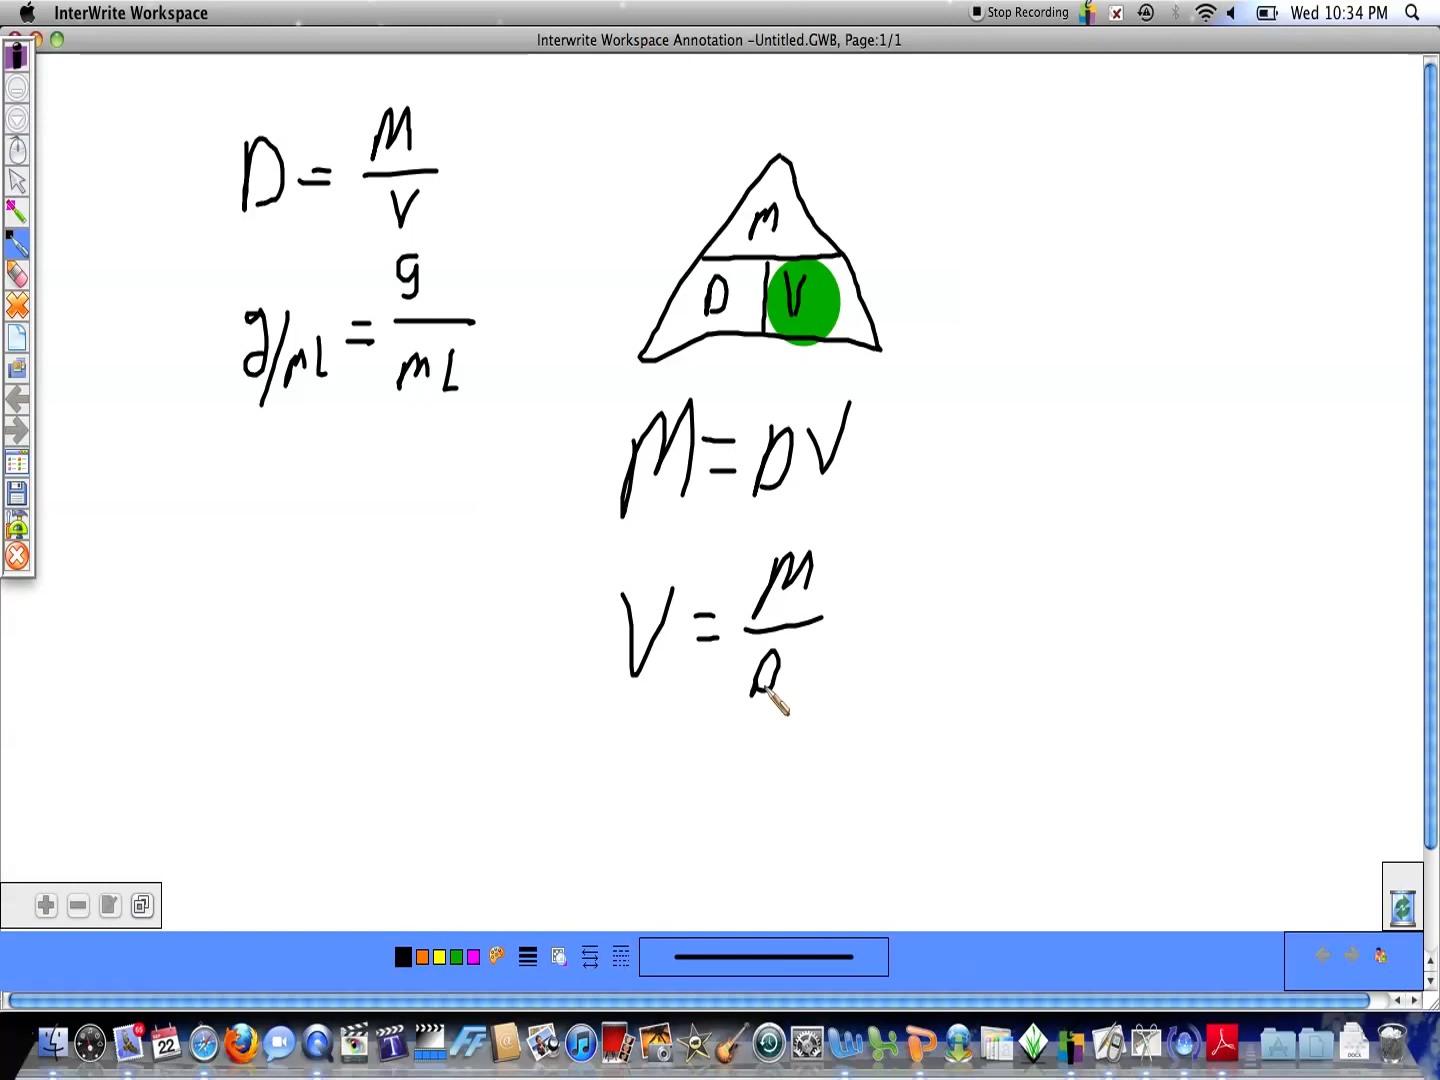 InterWrite Workspace
Stop Recording
Wed 10:34 PM
Interwrite Workspace Annotation –Untitled.GWB, Page:1/1
D = M
V
g/mL = g
mL
m
D V
M = DV
V = M
D
22